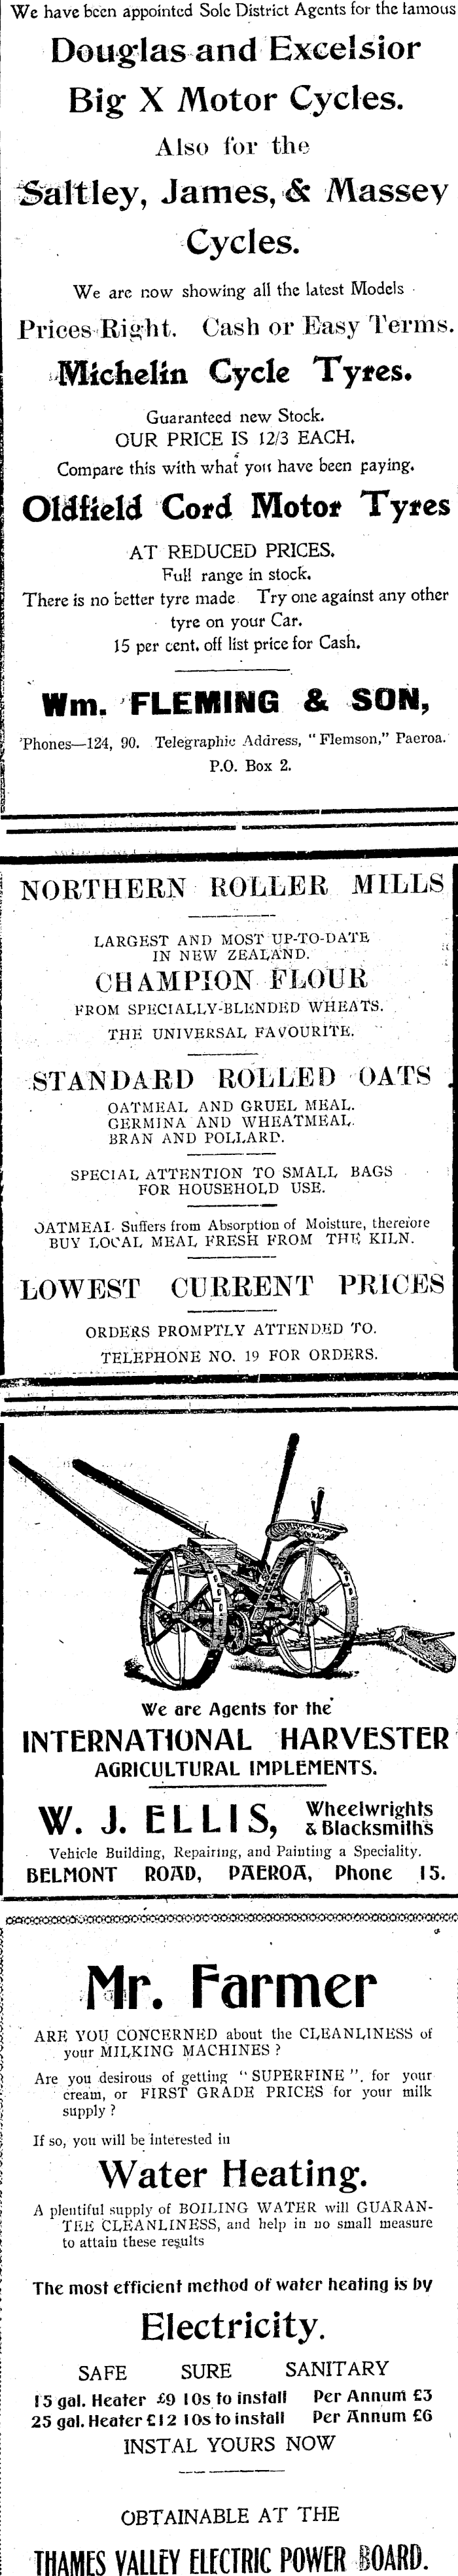 We have been appointed Sole District Agents for the famous
Douglas and Excelsior
Big X Motor Cycles.
Also for the
Saltley, James, & Massey
Cycles.
We are now showing all the latest Models
Prices Right. Cash or Easy Terms.
Michelin Cycle Tyres.
Guaranteed new Stock.
OUR PRICE IS 12/3 EACH.
Compare this with what you have been paying.
Oldfield Cord Motor Tyres
AT REDUCED PRICES.
Full range in stock.
There is no better tyre made Try one against any other
tyre on your Car.
15 per cent. off list price for Cash.
Wm. FLEMING & SON,
'Phones—124, 90. Telegraphic Address, "Flemson," Paeroa.
P.O. Box 2.
NORTHERN ROLLER MILLS
LARGEST AND MOST UP-TO-DATE
IN NEW ZEALAND.
CHAMPION FLOUR
FROM SPECIALLY-BLENDED WHEATS.
THE UNIVERSAL FAVOURITE.
STANDARD ROLLED OATS
OATMEAL AND GRUEL MEAL.
GERMINA AND WHEATMEAL.
BRAN AND POLLARD.
SPECIAL ATTENTION TO SMALL BAGS
FOR HOUSEHOLD USE.
OATMEAL Suffers from Absorption of Moisture, therefore
BUY LOCAL MEAL FRESH FROM THE KILN.
LOWEST CURRENT PRICES
ORDERS PROMPTLY ATTENDED TO.
TELEPHONE NO. 19 FOR ORDERS.
We are Agents for the
INTERNATIONAL HARVESTER
AGRICULTURAL IMPLEMENTS.
W. J. ELLIS, Wheelwrights
& Blacksmiths
Vehicle Building, Repairing, and Painting a Speciality.
BELMONT ROAD, PAEROA, Phone 15.
Mr. Farmer
ARE YOU CONCERNED about the CLEANLINESS of
your MILKING MACHINES ?
Are you desirous of getting "SUPERFINE". for your
cream, or FIRST GRADE PRICES for your milk
supply ?
If so, you will be interested in
Water Heating.
A plentiful supply of BOILING WATER will GUARAN-
TEE CLEANLINESS, and help in no small measure
to attain these results
The most efficient method of water heating is by
Electricity.
SAFE SURE SANITARY
15 gal. Heater £9 10s to install Per Annum £3
25 gal. Heater £12 10s to install Per Annum £6
INSTAL YOURS NOW
OBTAINABLE AT THE
THAMES VALLEY ELECTRIC POWER BOARD.